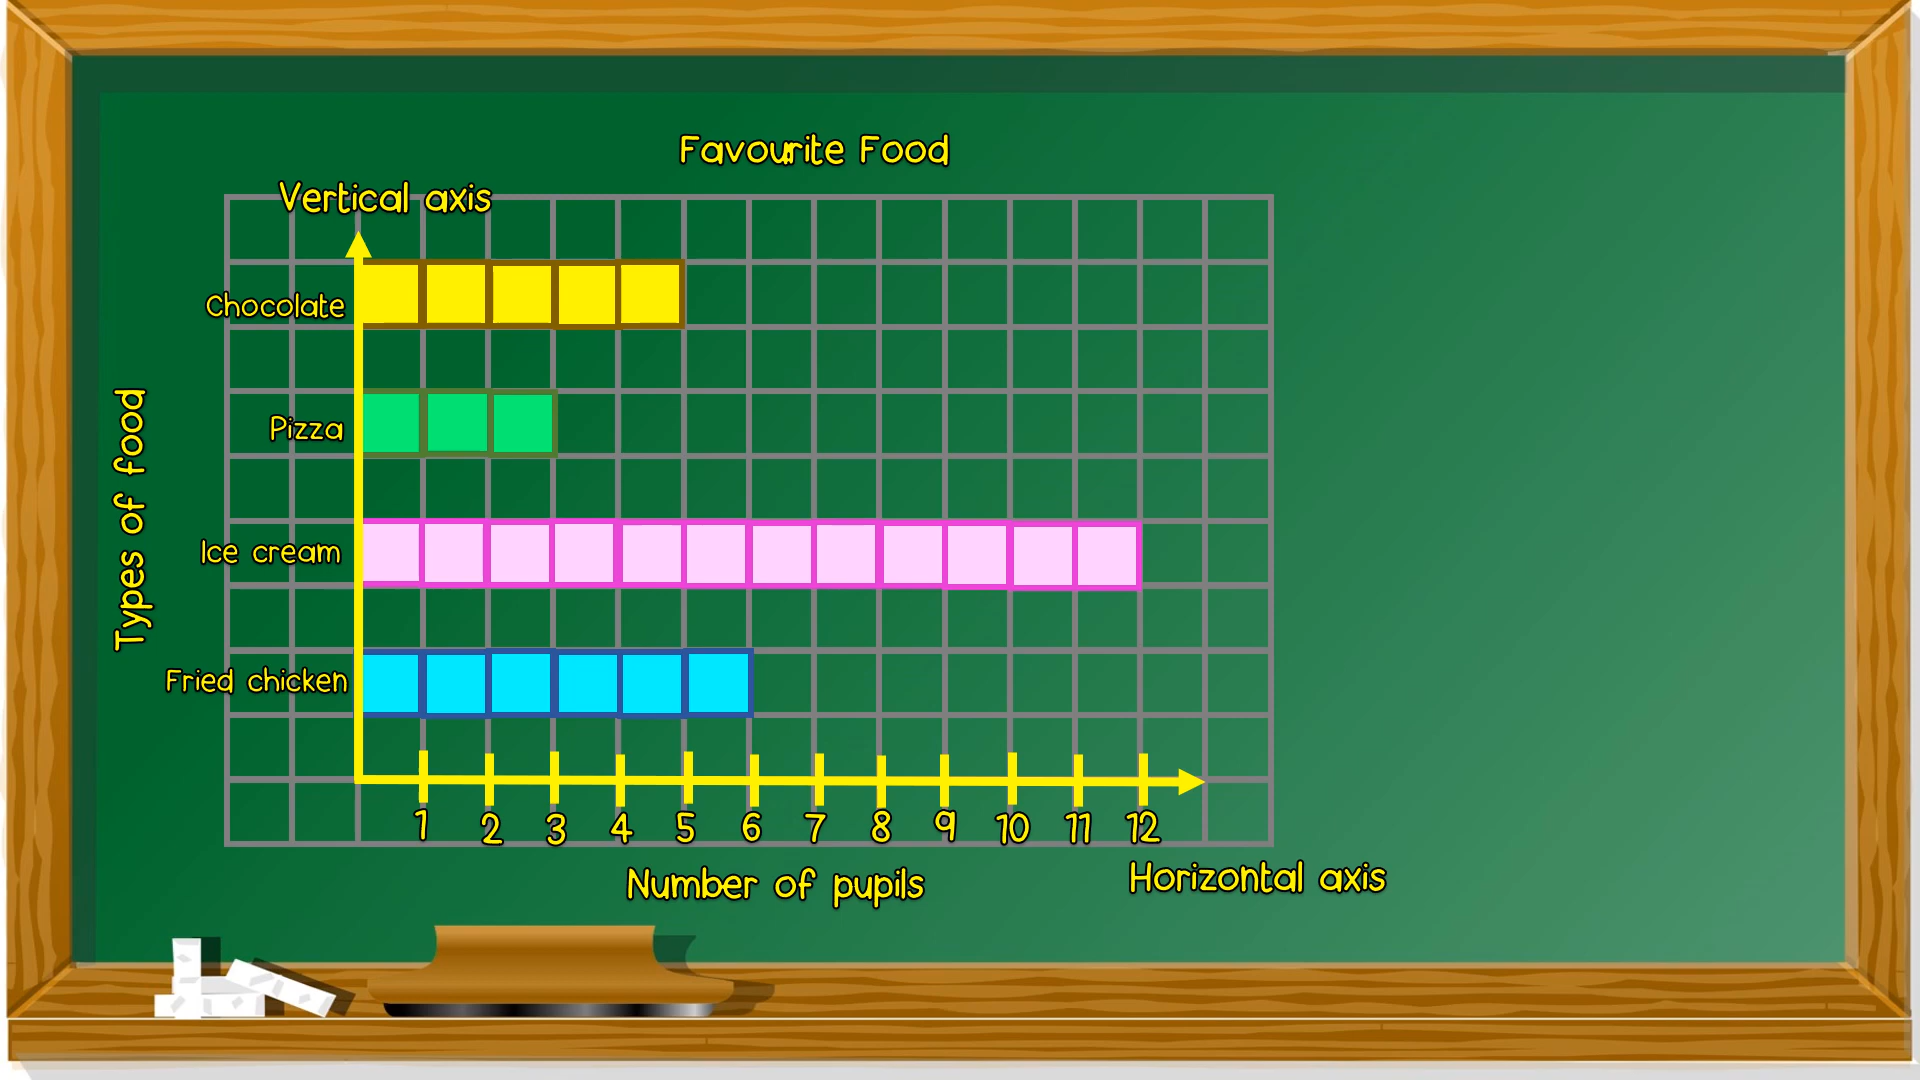 Favourite Food
Vertical axis
Chocolate
Pizza
Ice cream
Fried chicken
Types of food
1 2 3 4 5 6 7 8 9 10 11 12
Number of pupils
Horizontal axis